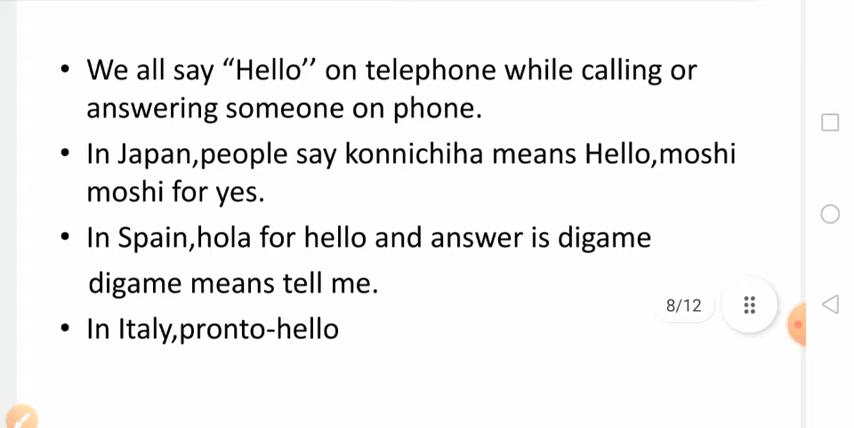 • We all say “Hello’’ on telephone while calling or
answering someone on phone.
• In Japan,people say konnichiha means Hello,moshi
moshi for yes.
• In Spain,hola for hello and answer is digame
digame means tell me.
8/12
• In Italy,pronto-hello